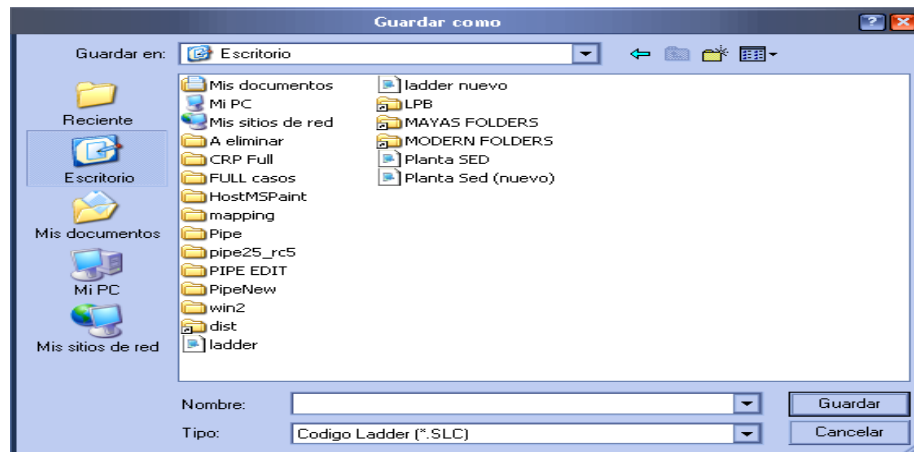 Guardar como
Guardar en: Escritorio
Reciente
Escritorio
Mis documentos
Mi PC
Mis sitios de red
Mis documentos
Mi PC
Mis sitios de red
A eliminar
CRP Full
FULL casos
HostMSPaint
mapping
Pipe
pipe25_rc5
PIPE EDIT
PipeNew
win2
dist
ladder
ladder nuevo
LPB
MAYAS FOLDERS
MODERN FOLDERS
Planta SED
Planta Sed (nuevo)
Nombre: Guardar
Tipo: Codigo Ladder (*.SLC) Cancelar